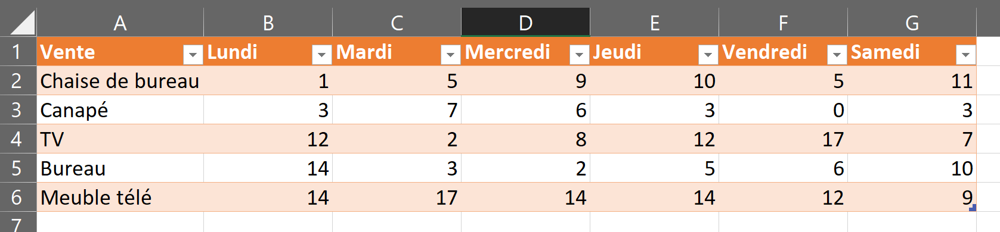 A B C D E F G
1 Vente Lundi Mardi Mercredi Jeudi Vendredi Samedi
2 Chaise de bureau 1 5 9 10 5 11
3 Canapé 3 7 6 3 0 3
4 TV 12 2 8 12 17 7
5 Bureau 14 3 2 5 6 10
6 Meuble télé 14 17 14 14 12 9
7